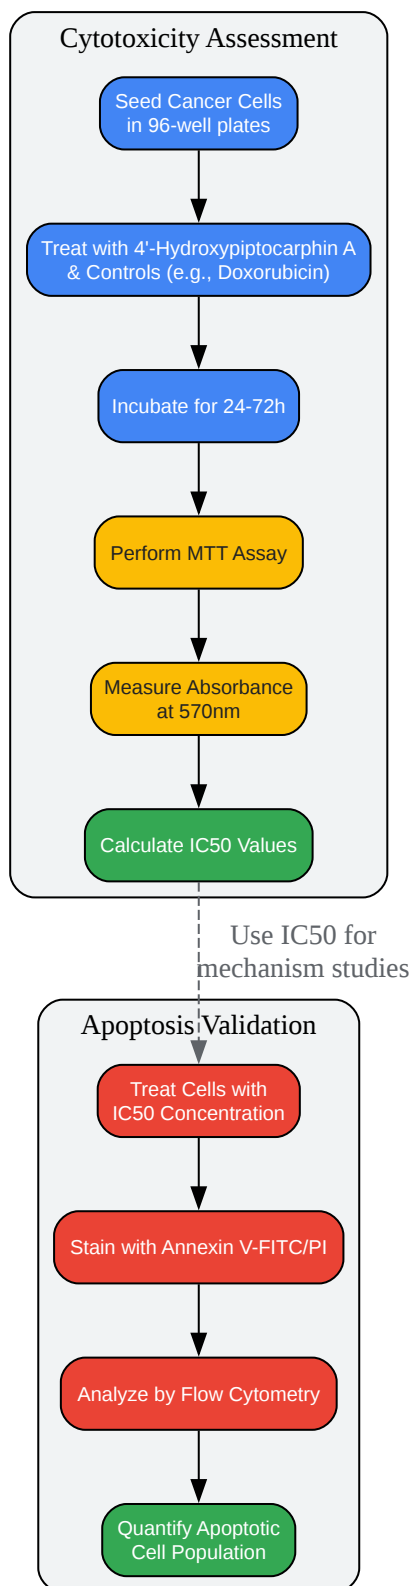 Cytotoxicity Assessment
Seed Cancer Cells
in 96-well plates
Treat with 4'-Hydroxypiptocarphin A
& Controls (e.g., Doxorubicin)
Incubate for 24-72h
Perform MTT Assay
Measure Absorbance
at 570nm
Calculate IC50 Values
Use IC50 for
mechanism studies
Apoptosis Validation
Treat Cells with
IC50 Concentration
Stain with Annexin V-FITC/PI
Analyze by Flow Cytometry
Quantify Apoptotic
Cell Population